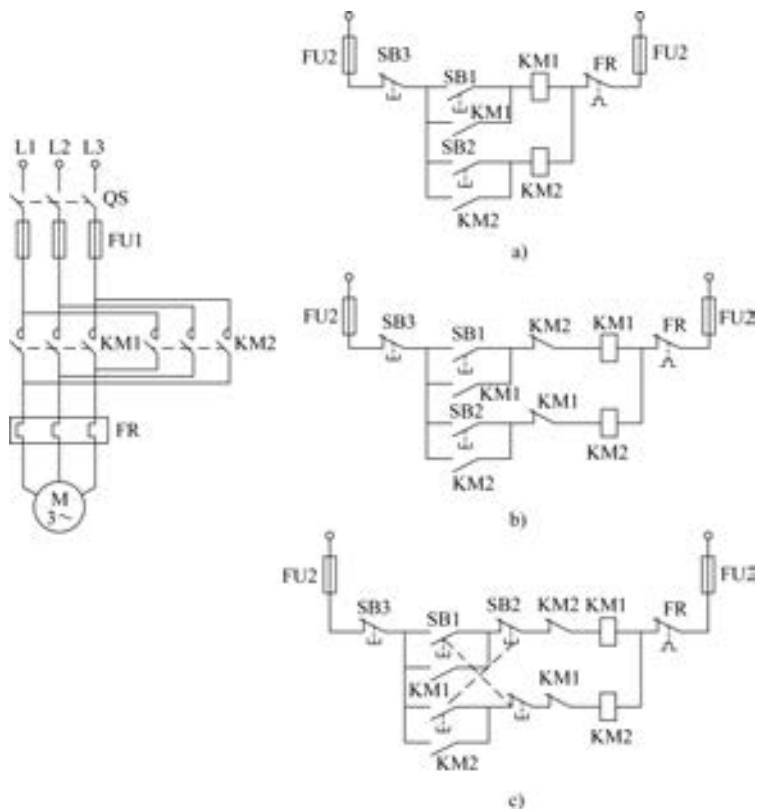 FU2 SB3 SB1 KM1 FR FU2
KM1
SB2
KM2
KM2
a)
L1 L2 L3
QS
FU1
KM1 KM2
FR
M
3~
FU2 SB3 SB1 KM2 KM1 FR FU2
KM1
SB2 KM1
KM2
KM2
b)
FU2 SB3 SB1 SB2 KM2 KM1 FR FU2
KM1 KM1
KM2
KM2
c)